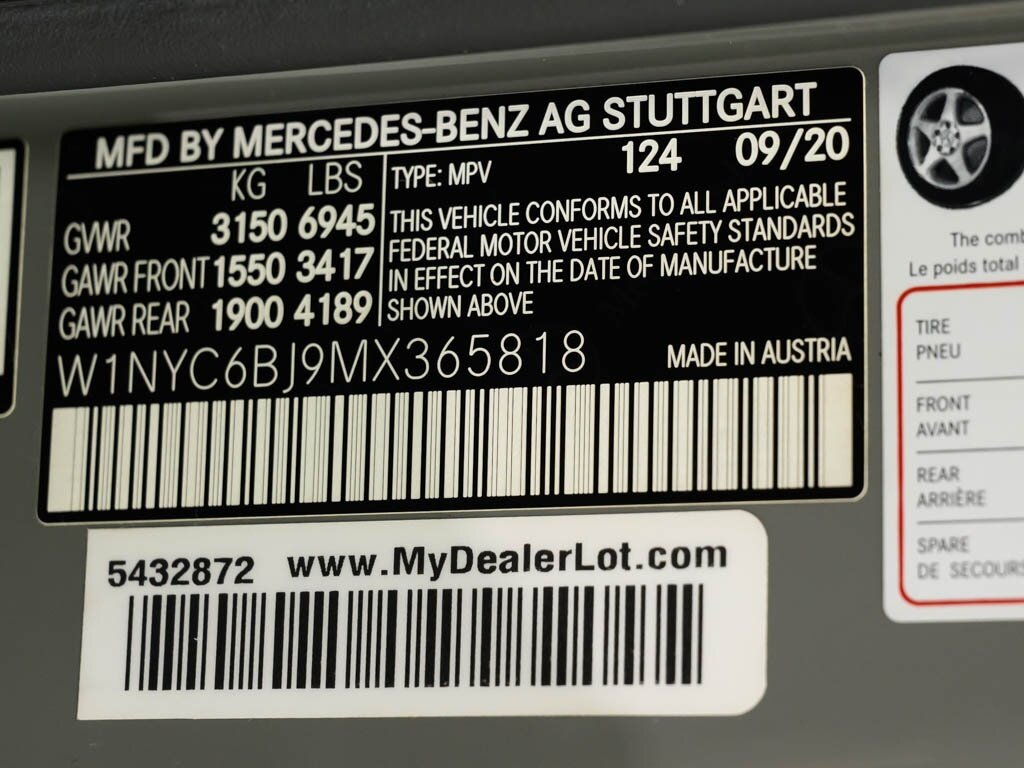 MFD BY MERCEDES-BENZ AG STUTTGART
124 09/20
KG LBS
GVWR 3150 6945
GAWR FRONT 1550 3417
GAWR REAR 1900 4189
TYPE: MPV
THIS VEHICLE CONFORMS TO ALL APPLICABLE
FEDERAL MOTOR VEHICLE SAFETY STANDARDS
IN EFFECT ON THE DATE OF MANUFACTURE
SHOWN ABOVE
W1NYC6BJ9MX365818
MADE IN AUSTRIA
5432872 www.MyDealerLot.com
The
Le poids total
TIRE
PNEU
FRONT
AVANT
REAR
ARRIÈRE
SPARE
DE SECOURS